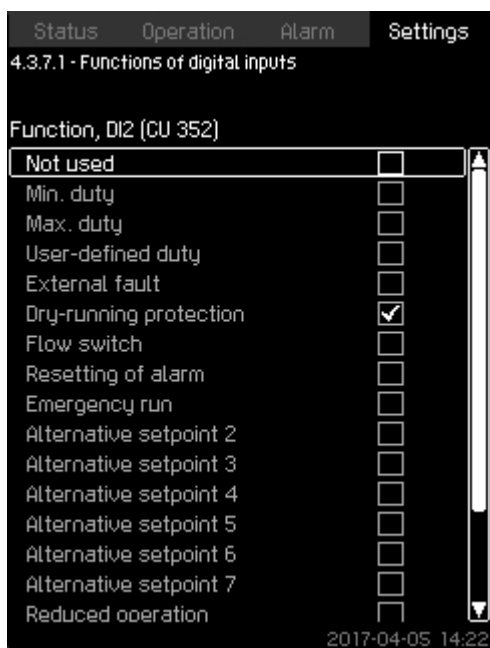 Status Operation Alarm Settings
4.3.7.1 - Functions of digital inputs
Function, DI2 (CU 352)
Not used
Min. duty
Max. duty
User-defined duty
External fault
Dry-running protection
Flow switch
Resetting of alarm
Emergency run
Alternative setpoint 2
Alternative setpoint 3
Alternative setpoint 4
Alternative setpoint 5
Alternative setpoint 6
Alternative setpoint 7
Reduced operation
2017-04-05 14:22